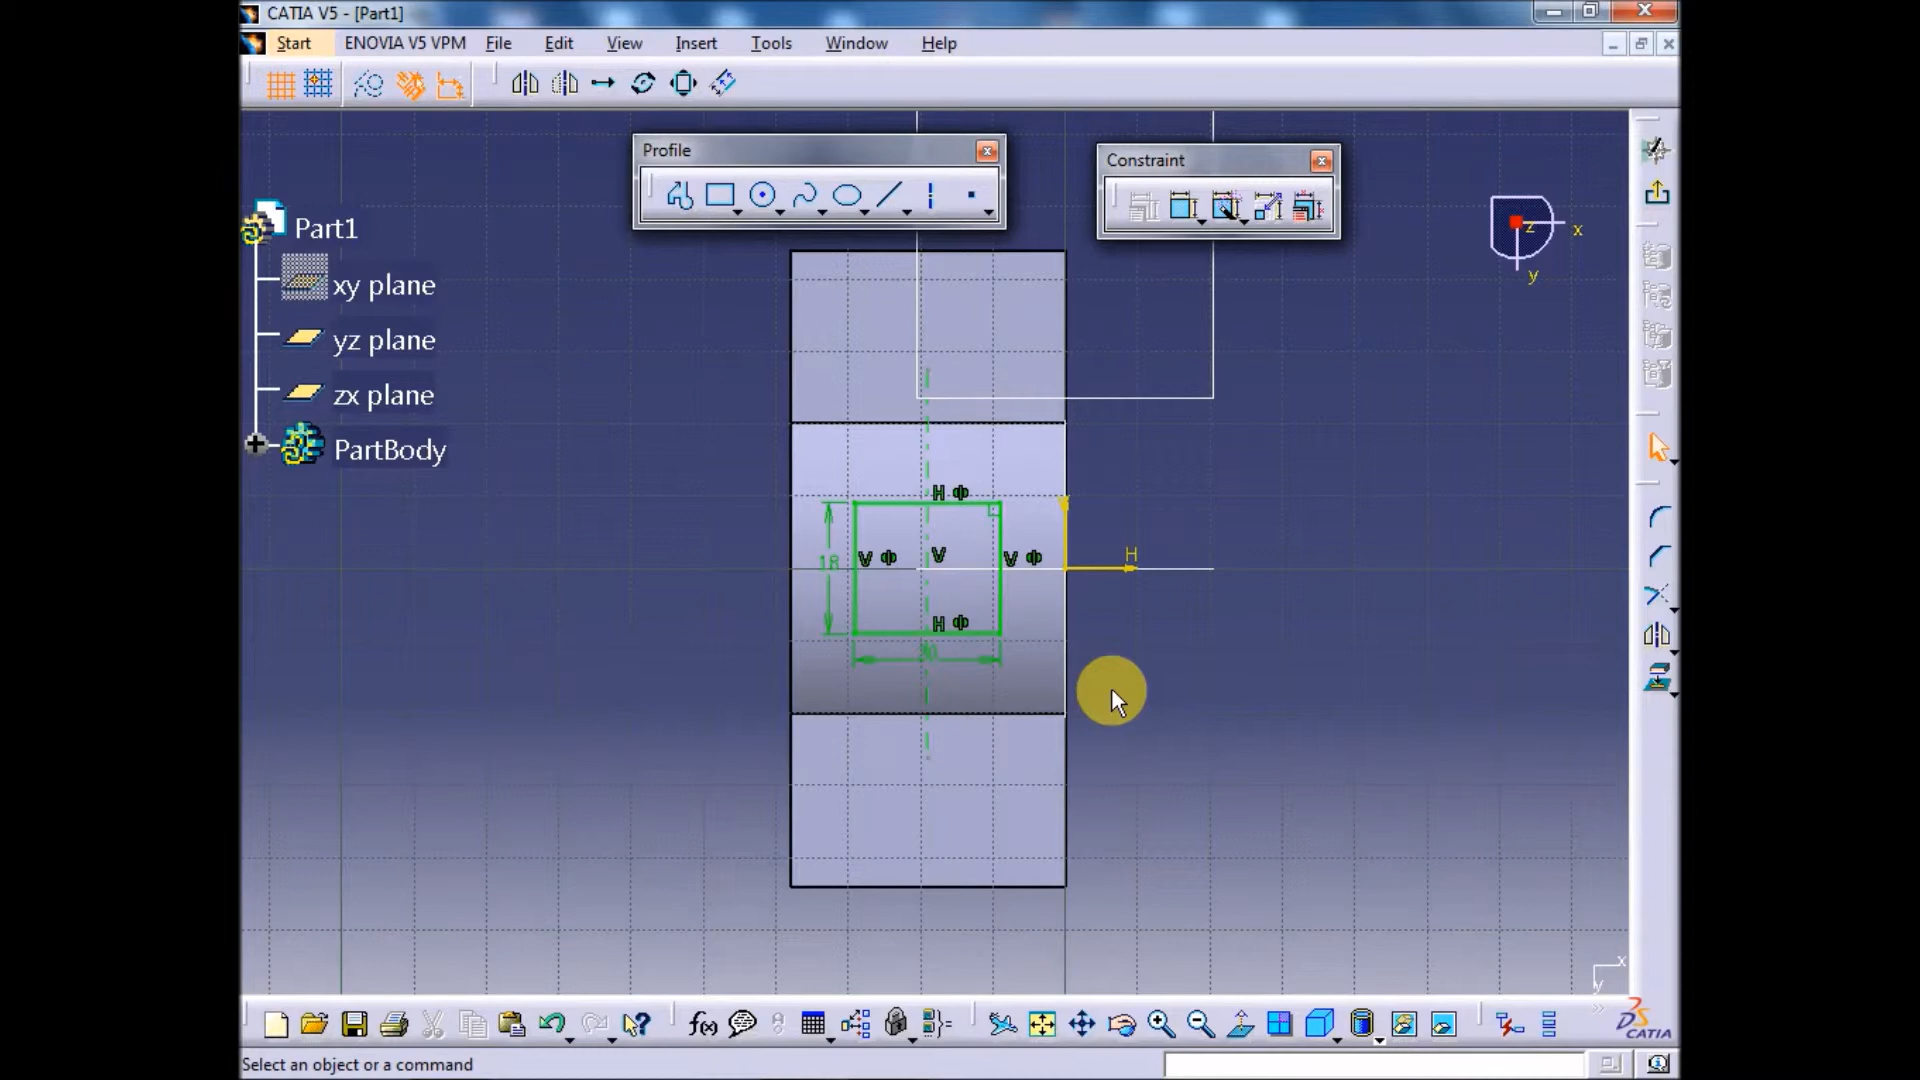 CATIA V5 - [Part1]
Start ENOVIA V5 VPM File Edit View Insert Tools Window Help
Profile
Constraint
Part1
xy plane
yz plane
zx plane
PartBody
z x
y
H
V V V
18
H
H
x
y
f(x)
CATIA
Select an object or a command